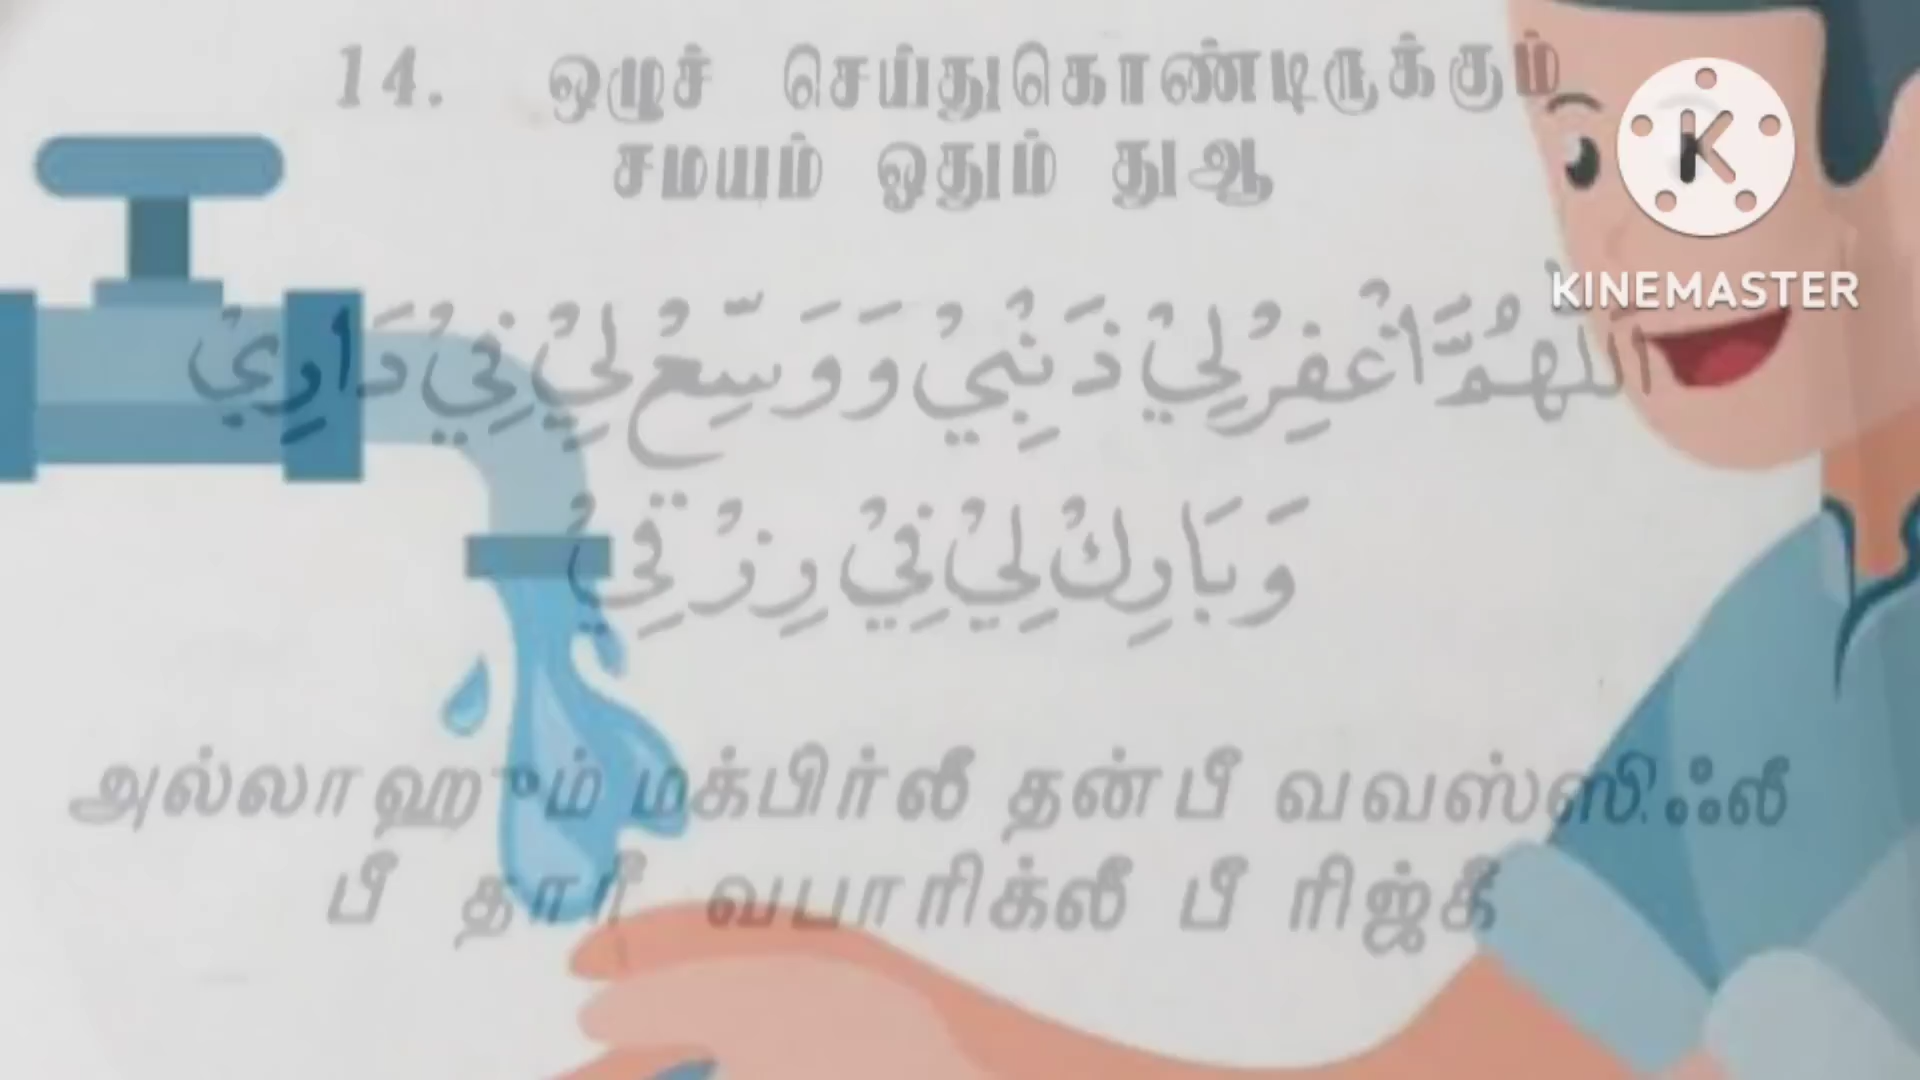 14. ஒழுச் செய்துகொண்டிருக்கும்
சமயம் ஓதும் துஆ
K
KINEMASTER
اَللّٰهُمَّ اغْفِرْلِيْ ذَنْبِيْ وَوَسِّعْ لِيْ فِيْ دَارِيْ
وَبَارِكْ لِيْ فِيْ رِزْقِيْ
அல்லாஹும் மக்பிர்லீ தன்பீ வவஸ்ஸிஃலீ
பீ தாரீ வபாரிக்லீ பீ ரிஜ்கீ